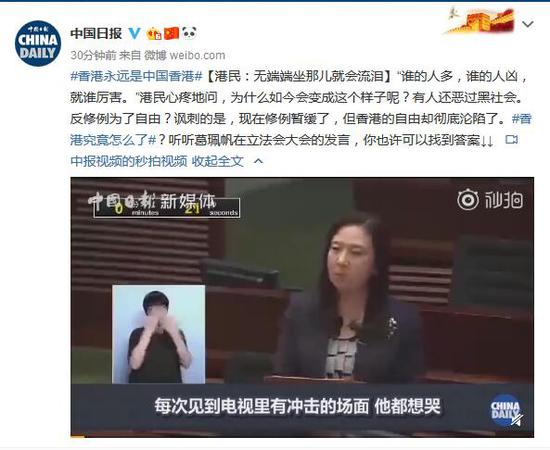 中国日报
CHINA DAILY
中国日报
30分钟前 来自 微博 weibo.com
#香港永远是中国香港#【港民：无端端坐那儿就会流泪】“谁的人多，谁的人凶，
就谁厉害。”港民心疼地问，为什么如今会变成这个样子呢？有人还恶过黑社会。
反修例为了自由？讽刺的是，现在修例暂缓了，但香港的自由却彻底沦陷了。#香
港究竟怎么了#？听听葛珮帆在立法会大会的发言，你也许可以找到答案↓↓
中报视频的秒拍视频 收起全文
中国日报 新媒体
秒拍
0 minutes 21 seconds
每次见到电视里有冲击的场面 他都想哭
CHINA DAILY